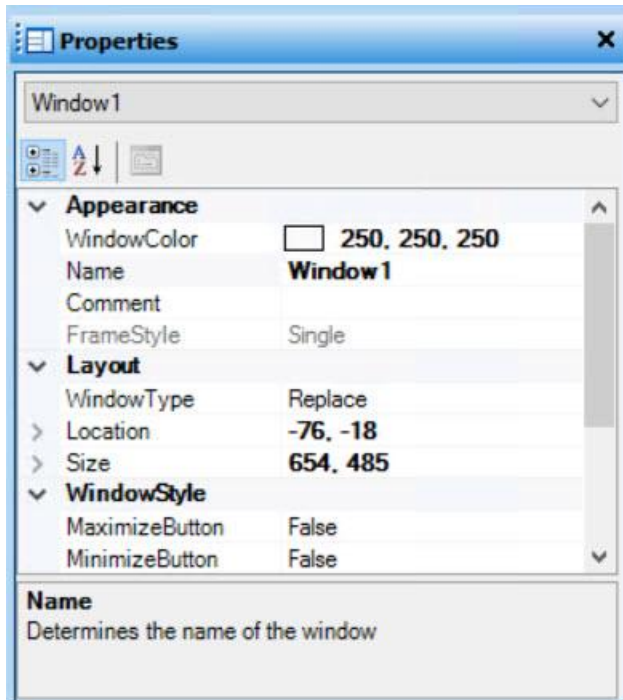 Properties
Window1
Appearance
WindowColor 250, 250, 250
Name Window1
Comment
FrameStyle Single
Layout
WindowType Replace
Location -76, -18
Size 654, 485
WindowStyle
MaximizeButton False
MinimizeButton False
Name
Determines the name of the window